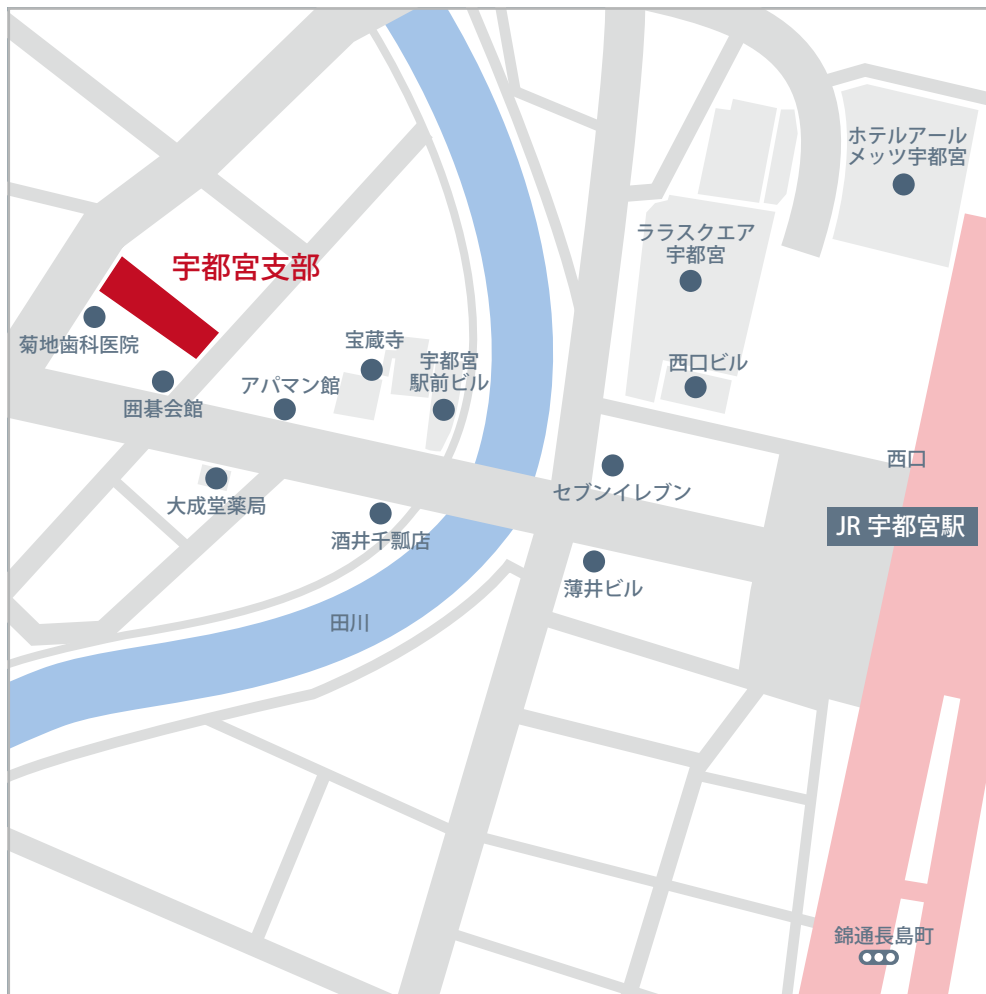 ホテルアール
メッツ宇都宮
ララスクエア
宇都宮
宇都宮支部
菊地歯科医院
宝蔵寺
宇都宮
駅前ビル
西口ビル
アパマン館
囲碁会館
西口
大成堂薬局
セブンイレブン
JR 宇都宮駅
酒井千瓢店
薄井ビル
田川
錦通長島町